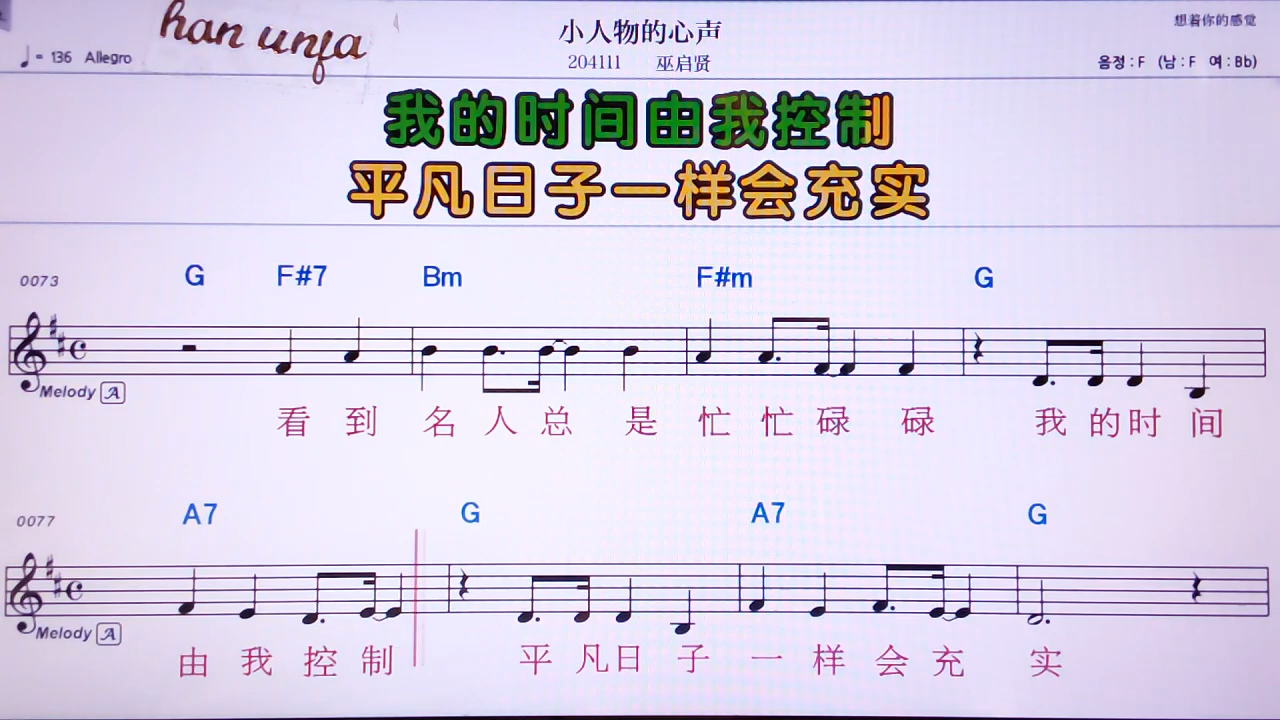 han unja
小人物的心声
想着你的感觉
♩= 136 Allegro
204111 巫启贤
음정 : F (남 : F 여 : Bb)
我的时间由我控制
平凡日子一样会充实
0073
G F#7 Bm F#m G
Melody A
看 到 名 人 总 是 忙 忙 碌 碌 我 的 时 间
0077
A7 G A7 G
Melody A
由 我 控 制 平 凡 日 子 一 样 会 充 实